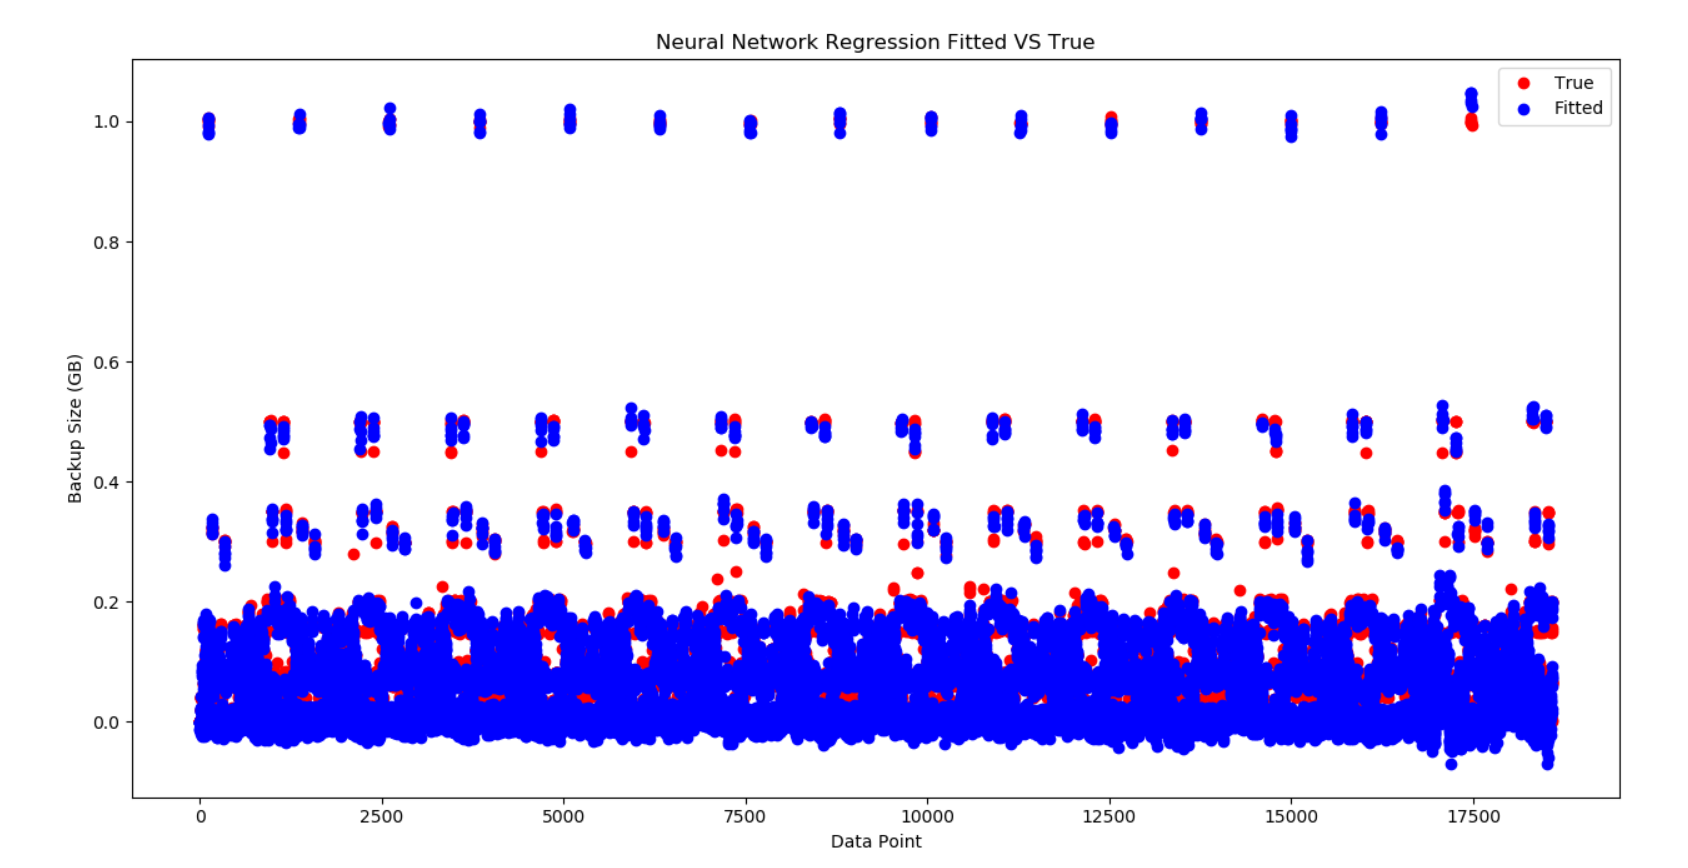 Neural Network Regression Fitted VS True
True
Fitted
1.0
0.8
0.6
0.4
0.2
0.0
Backup Size (GB)
0 2500 5000 7500 10000 12500 15000 17500
Data Point